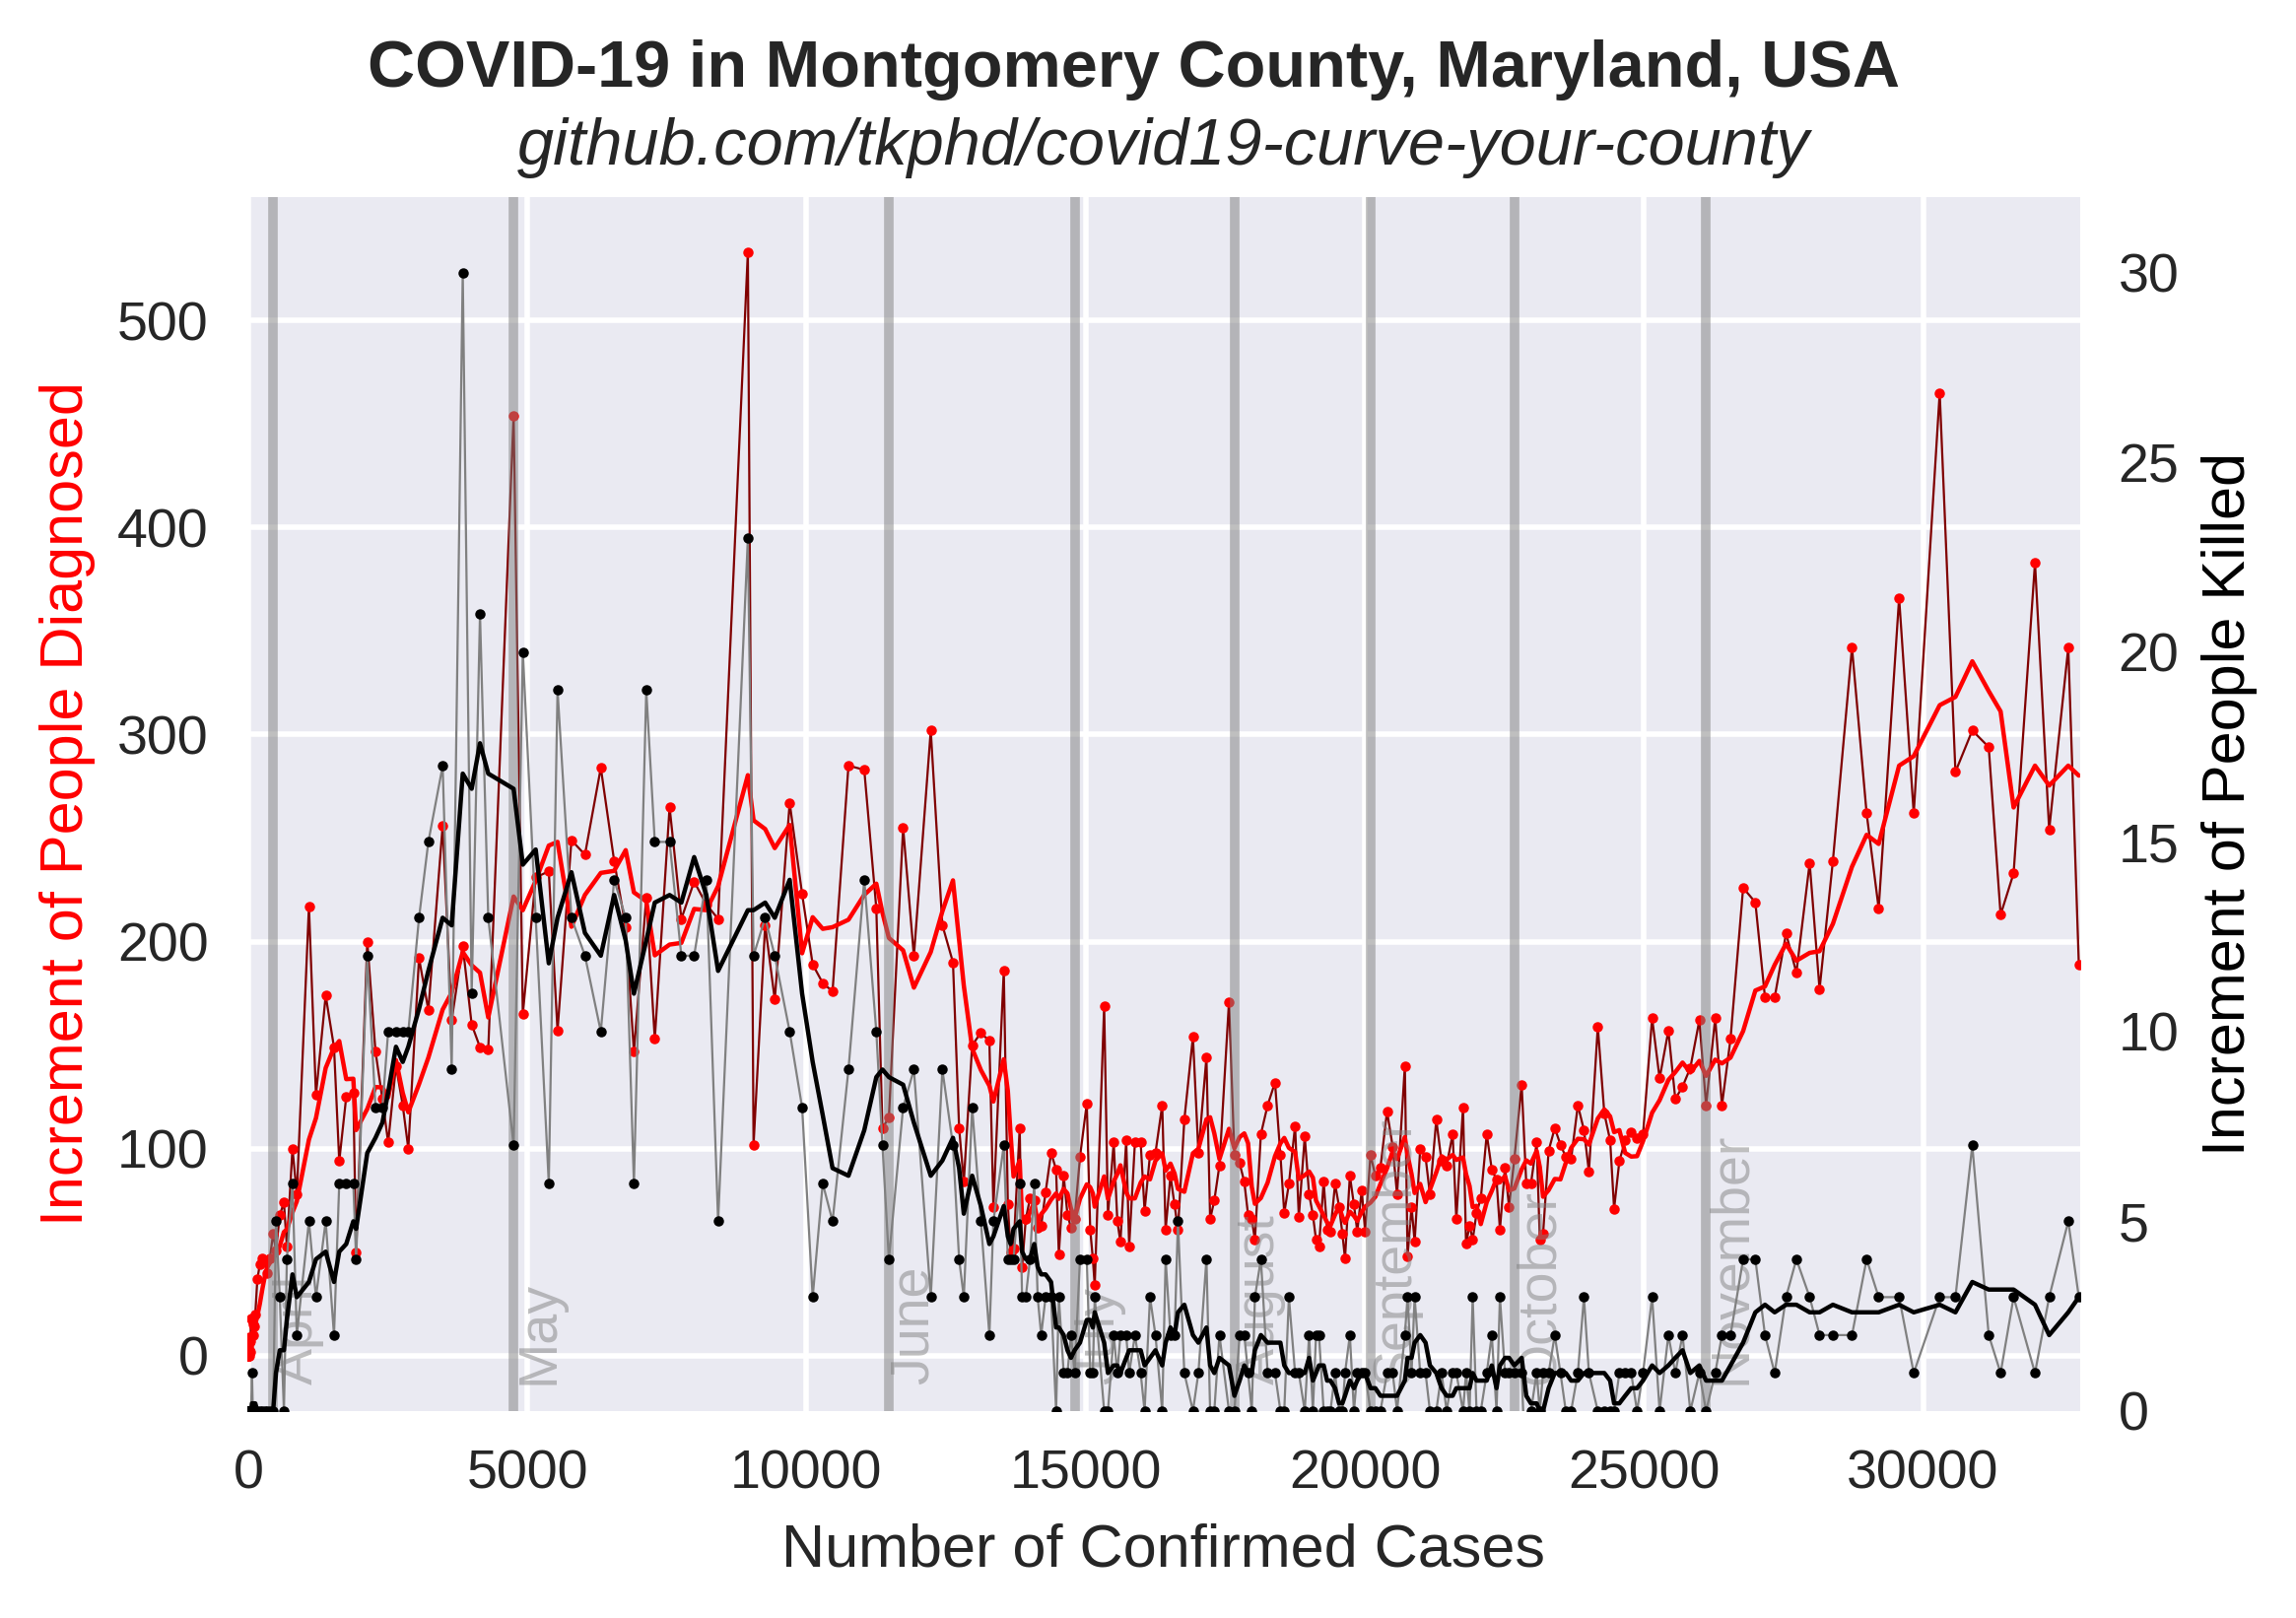 COVID-19 in Montgomery County, Maryland, USA
github.com/tkphd/covid19-curve-your-county
Increment of People Diagnosed
500
400
300
200
100
0
30
25
20
15
10
5
0
Increment of People Killed
April
May
June
July
August
September
October
November
0
5000
10000
15000
20000
25000
30000
Number of Confirmed Cases